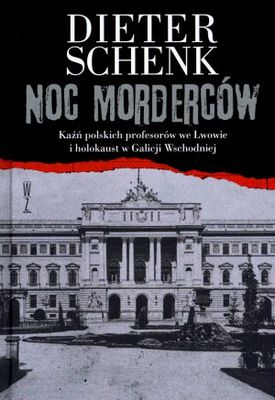 DIETER
SCHENK
NOC MORDERCÓW
Kaźń polskich profesorów we Lwowie
i holokaust w Galicji Wschodniej
W
Z